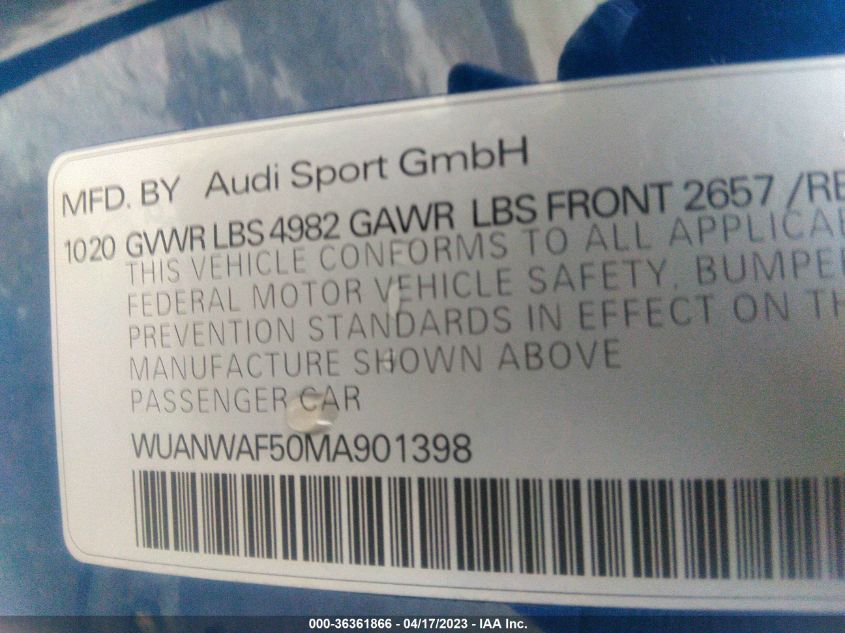 MFD. BY Audi Sport GmbH
1020 GVWR LBS 4982 GAWR LBS FRONT 2657 /RE
THIS VEHICLE CONFORMS TO ALL APPLICA
FEDERAL MOTOR VEHICLE SAFETY, BUMPE
PREVENTION STANDARDS IN EFFECT ON TH
MANUFACTURE SHOWN ABOVE
PASSENGER CAR
WUANWAF50MA901398
000-36361866 - 04/17/2023 - IAA Inc.